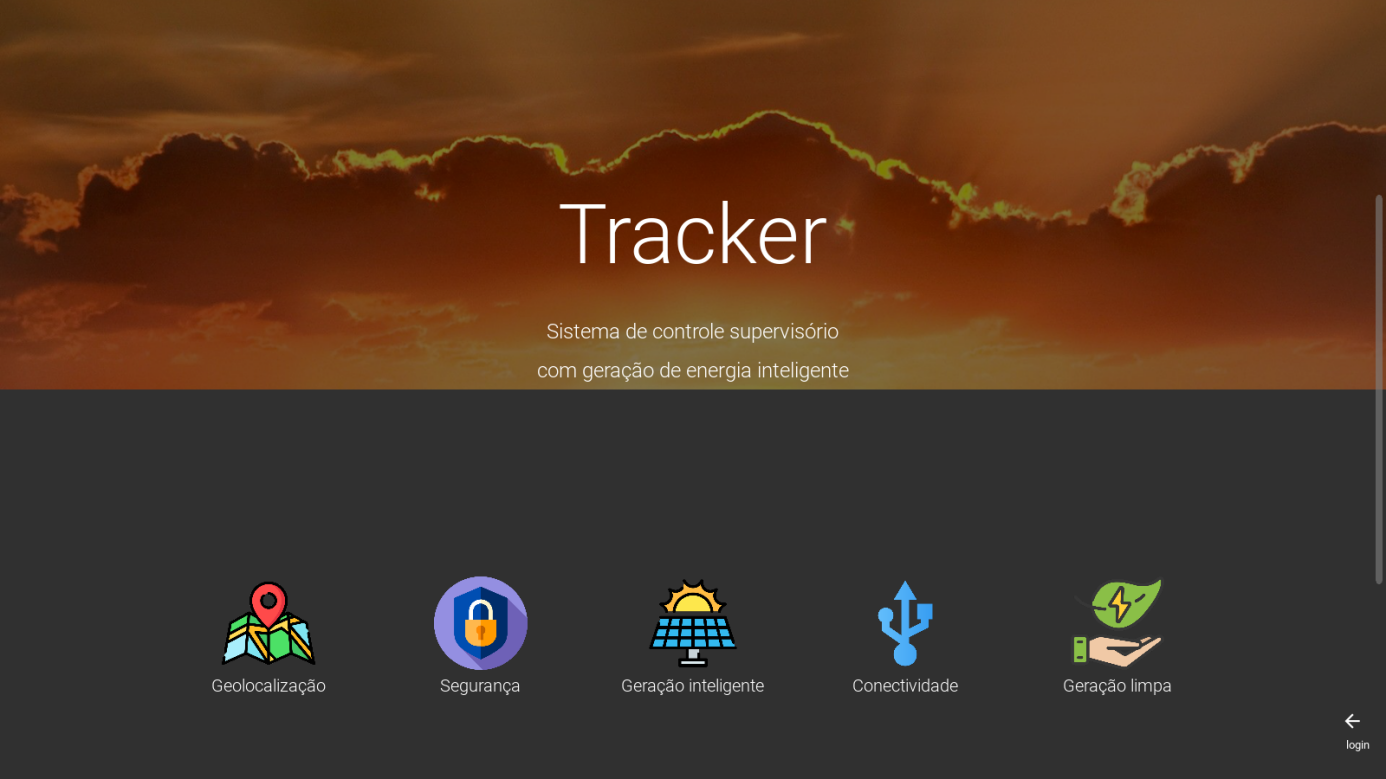 Tracker
Sistema de controle supervisório
com geração de energia inteligente
Geolocalização
Segurança
Geração inteligente
Conectividade
Geração limpa
login